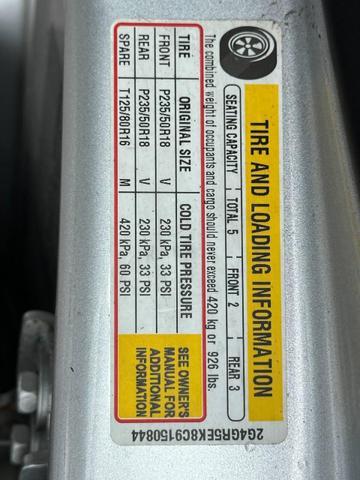 TIRE AND LOADING INFORMATION
SEATING CAPACITY TOTAL 5 FRONT 2 REAR 3
The combined weight of occupants and cargo should never exceed 420 kg or 926 lbs.
TIRE ORIGINAL SIZE COLD TIRE PRESSURE
FRONT P235/50R18 V 230 kPa, 33 PSI
REAR P235/50R18 V 230 kPa, 33 PSI
SPARE T125/80R16 M 420 kPa, 60 PSI
SEE OWNER'S
MANUAL FOR
ADDITIONAL
INFORMATION
2G4GR5EK8C9150844